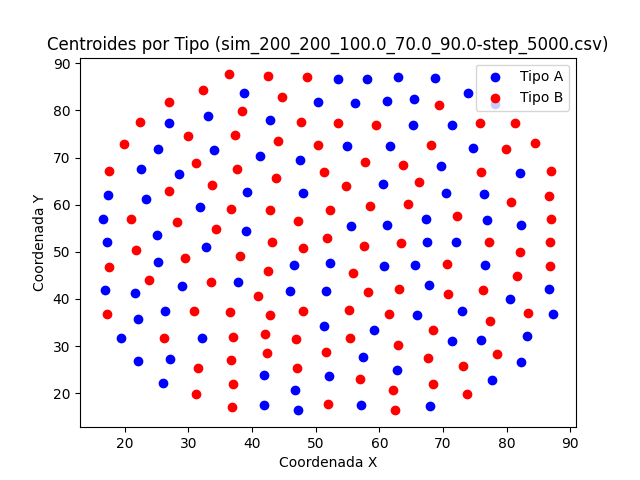 Centroides por Tipo (sim_200_200_100.0_70.0_90.0-step_5000.csv)
Tipo A
Tipo B
90
80
70
60
50
40
30
20
Coordenada Y
20 30 40 50 60 70 80 90
Coordenada X